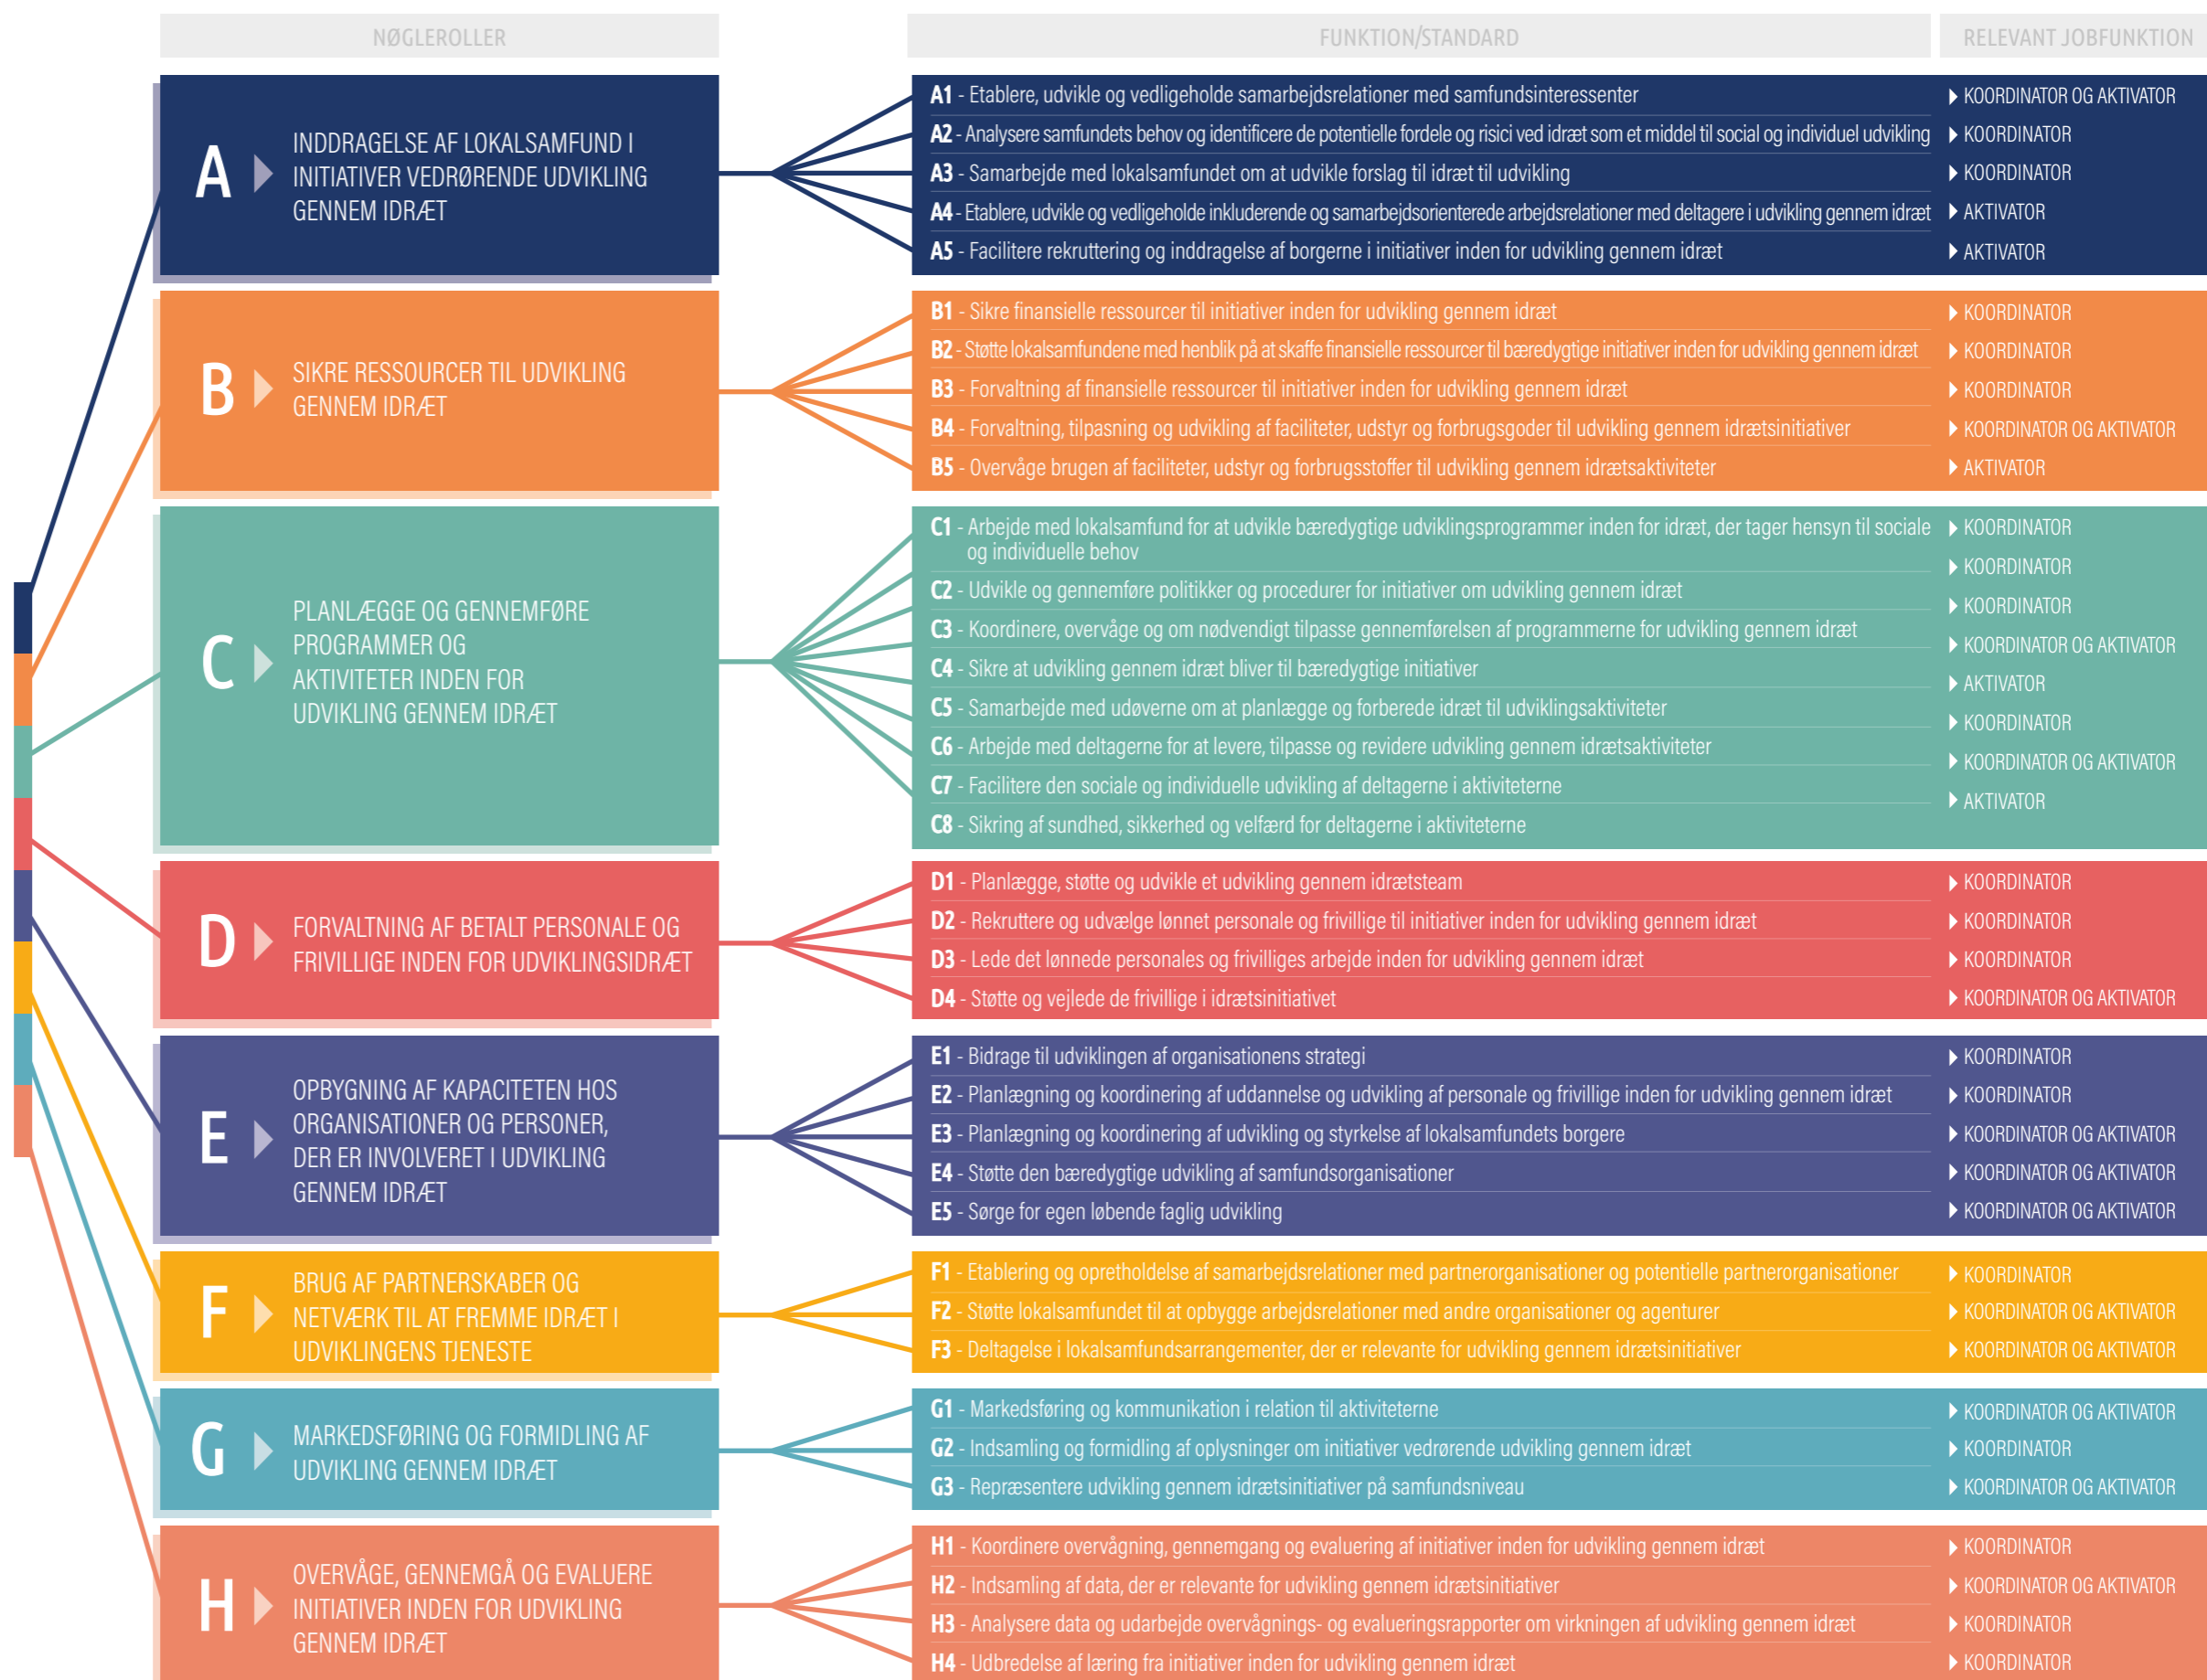 NØGLEROLLER
FUNKTION/STANDARD
RELEVANT JOBFUNKTION
A
INDDRAGELSE AF LOKALSAMFUND I
INITIATIVER VEDRØRENDE UDVIKLING
GENNEM IDRÆT
A1 - Etablere, udvikle og vedligeholde samarbejdsrelationer med samfundsinteressenter
KOORDINATOR OG AKTIVATOR
A2 - Analysere samfundets behov og identificere de potentielle fordele og risici ved idræt som et middel til social og individuel udvikling
KOORDINATOR
A3 - Samarbejde med lokalsamfundet om at udvikle forslag til idræt til udvikling
KOORDINATOR
A4 - Etablere, udvikle og vedligeholde inkluderende og samarbejdsorienterede arbejdsrelationer med deltagere i udvikling gennem idræt
AKTIVATOR
A5 - Facilitere rekruttering og inddragelse af borgerne i initiativer inden for udvikling gennem idræt
AKTIVATOR
B
SIKRE RESSOURCER TIL UDVIKLING
GENNEM IDRÆT
B1 - Sikre finansielle ressourcer til initiativer inden for udvikling gennem idræt
KOORDINATOR
B2 - Støtte lokalsamfundene med henblik på at skaffe finansielle ressourcer til bæredygtige initiativer inden for udvikling gennem idræt
KOORDINATOR
B3 - Forvaltning af finansielle ressourcer til initiativer inden for udvikling gennem idræt
KOORDINATOR
B4 - Forvaltning, tilpasning og udvikling af faciliteter, udstyr og forbrugsgoder til udvikling gennem idrætsinitiativer
KOORDINATOR OG AKTIVATOR
B5 - Overvåge brugen af faciliteter, udstyr og forbrugsstoffer til udvikling gennem idrætsaktiviteter
AKTIVATOR
C
PLANLÆGGE OG GENNEMFØRE
PROGRAMMER OG
AKTIVITETER INDEN FOR
UDVIKLING GENNEM IDRÆT
C1 - Arbejde med lokalsamfund for at udvikle bæredygtige udviklingsprogrammer inden for idræt, der tager hensyn til sociale
og individuelle behov
KOORDINATOR
C2 - Udvikle og gennemføre politikker og procedurer for initiativer om udvikling gennem idræt
KOORDINATOR
C3 - Koordinere, overvåge og om nødvendigt tilpasse gennemførelsen af programmerne for udvikling gennem idræt
KOORDINATOR
C4 - Sikre at udvikling gennem idræt bliver til bæredygtige initiativer
KOORDINATOR OG AKTIVATOR
C5 - Samarbejde med udøverne om at planlægge og forberede idræt til udviklingsaktiviteter
AKTIVATOR
C6 - Arbejde med deltagerne for at levere, tilpasse og revidere udvikling gennem idrætsaktiviteter
KOORDINATOR
C7 - Facilitere den sociale og individuelle udvikling af deltagerne i aktiviteterne
KOORDINATOR OG AKTIVATOR
C8 - Sikring af sundhed, sikkerhed og velfærd for deltagerne i aktiviteterne
AKTIVATOR
D
FORVALTNING AF BETALT PERSONALE OG
FRIVILLIGE INDEN FOR UDVIKLINGSIDRÆT
D1 - Planlægge, støtte og udvikle et udvikling gennem idrætsteam
KOORDINATOR
D2 - Rekruttere og udvælge lønnet personale og frivillige til initiativer inden for udvikling gennem idræt
KOORDINATOR
D3 - Lede det lønnede personales og frivilliges arbejde inden for udvikling gennem idræt
KOORDINATOR
D4 - Støtte og vejlede de frivillige i idrætsinitiativet
KOORDINATOR OG AKTIVATOR
E
OPBYGNING AF KAPACITETEN HOS
ORGANISATIONER OG PERSONER,
DER ER INVOLVERET I UDVIKLING
GENNEM IDRÆT
E1 - Bidrage til udviklingen af organisationens strategi
KOORDINATOR
E2 - Planlægning og koordinering af uddannelse og udvikling af personale og frivillige inden for udvikling gennem idræt
KOORDINATOR
E3 - Planlægning og koordinering af udvikling og styrkelse af lokalsamfundets borgere
KOORDINATOR OG AKTIVATOR
E4 - Støtte den bæredygtige udvikling af samfundsorganisationer
KOORDINATOR OG AKTIVATOR
E5 - Sørge for egen løbende faglig udvikling
KOORDINATOR OG AKTIVATOR
F
BRUG AF PARTNERSKABER OG
NETVÆRK TIL AT FREMME IDRÆT I
UDVIKLINGENS TJENESTE
F1 - Etablering og opretholdelse af samarbejdsrelationer med partnerorganisationer og potentielle partnerorganisationer
KOORDINATOR
F2 - Støtte lokalsamfundet til at opbygge arbejdsrelationer med andre organisationer og agenturer
KOORDINATOR OG AKTIVATOR
F3 - Deltagelse i lokalsamfundsarrangementer, der er relevante for udvikling gennem idrætsinitiativer
KOORDINATOR OG AKTIVATOR
G
MARKEDSFØRING OG FORMIDLING AF
UDVIKLING GENNEM IDRÆT
G1 - Markedsføring og kommunikation i relation til aktiviteterne
KOORDINATOR OG AKTIVATOR
G2 - Indsamling og formidling af oplysninger om initiativer vedrørende udvikling gennem idræt
KOORDINATOR
G3 - Repræsentere udvikling gennem idrætsinitiativer på samfundsniveau
KOORDINATOR OG AKTIVATOR
H
OVERVÅGE, GENNEMGÅ OG EVALUERE
INITIATIVER INDEN FOR UDVIKLING
GENNEM IDRÆT
H1 - Koordinere overvågning, gennemgang og evaluering af initiativer inden for udvikling gennem idræt
KOORDINATOR
H2 - Indsamling af data, der er relevante for udvikling gennem idrætsinitiativer
KOORDINATOR OG AKTIVATOR
H3 - Analysere data og udarbejde overvågnings- og evalueringsrapporter om virkningen af udvikling gennem idræt
KOORDINATOR
H4 - Udbredelse af læring fra initiativer inden for udvikling gennem idræt
KOORDINATOR